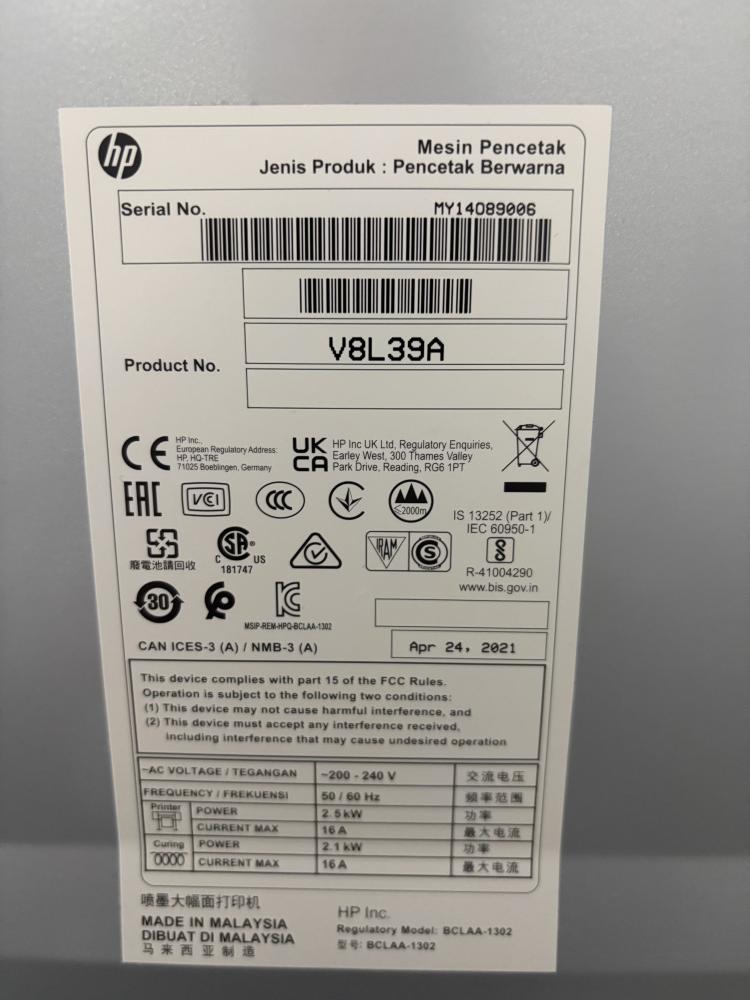 hp
Mesin Pencetak
Jenis Produk : Pencetak Berwarna
Serial No.
MY14O89006
Product No.
V8L39A
CE
HP Inc.,
European Regulatory Address:
HP, HQ-TRE
71025 Boeblingen, Germany
UK
CA
HP Inc UK Ltd, Regulatory Enquiries,
Earley West, 300 Thames Valley
Park Drive, Reading, RG6 1PT
EAC
VCI
CCC
≤2000m
IS 13252 (Part 1)/
IEC 60950-1
廢電池請回收
SA
C US
181747
IRAM
S
R-41004290
www.bis.gov.in
30
MSIP-REM-HPQ-BCLAA-1302
CAN ICES-3 (A) / NMB-3 (A)
Apr 24, 2021
This device complies with part 15 of the FCC Rules.
Operation is subject to the following two conditions:
(1) This device may not cause harmful interference, and
(2) This device must accept any interference received,
including interference that may cause undesired operation
~AC VOLTAGE / TEGANGAN ~200 - 240 V 交流电压
FREQUENCY / FREKUENSI 50 / 60 Hz 频率范围
Printer POWER 2.5 kW 功率
CURRENT MAX 16 A 最大电流
Curing POWER 2.1 kW 功率
CURRENT MAX 16 A 最大电流
喷墨大幅面打印机
MADE IN MALAYSIA
DIBUAT DI MALAYSIA
马来西亚制造
HP Inc.
Regulatory Model: BCLAA-1302
型号: BCLAA-1302